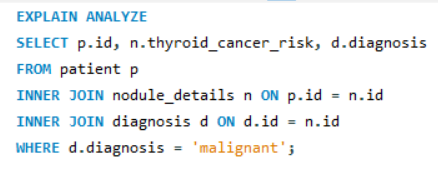 EXPLAIN ANALYZE
SELECT p.id, n.thyroid_cancer_risk, d.diagnosis
FROM patient p
INNER JOIN nodule_details n ON p.id = n.id
INNER JOIN diagnosis d ON d.id = n.id
WHERE d.diagnosis = 'malignant';